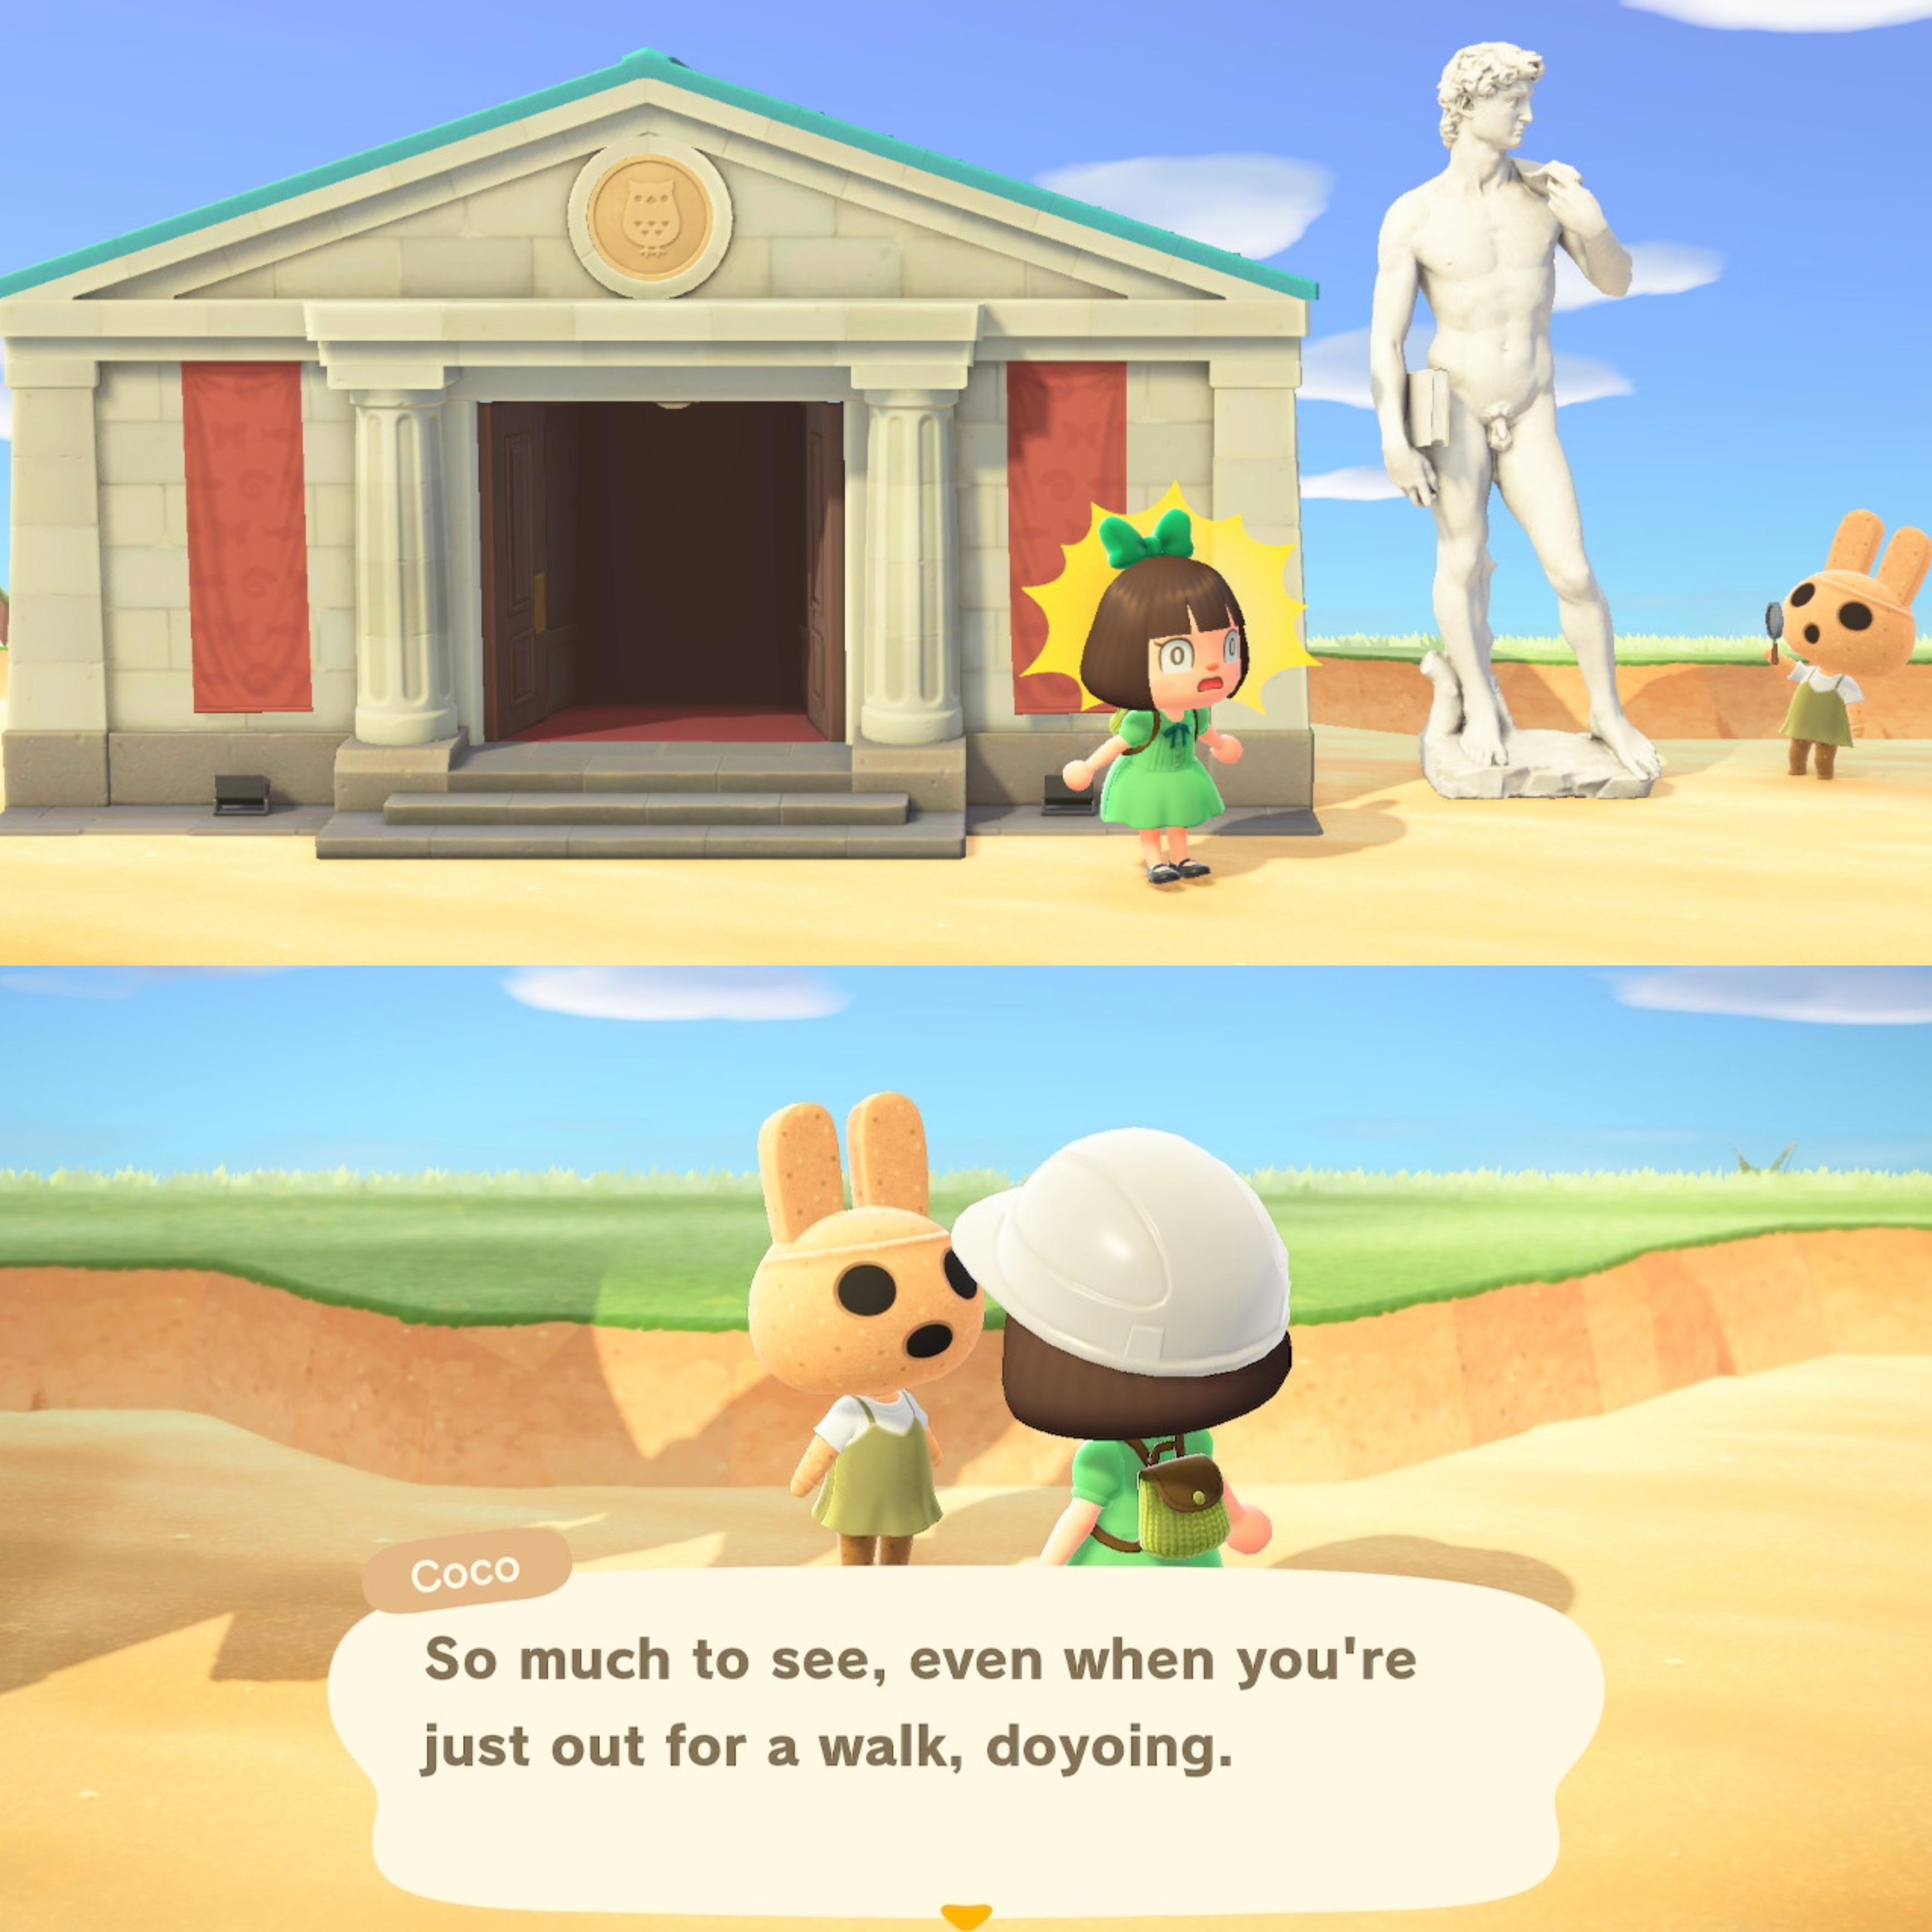 Coco
So much to see, even when you're
just out for a walk, doyoing.